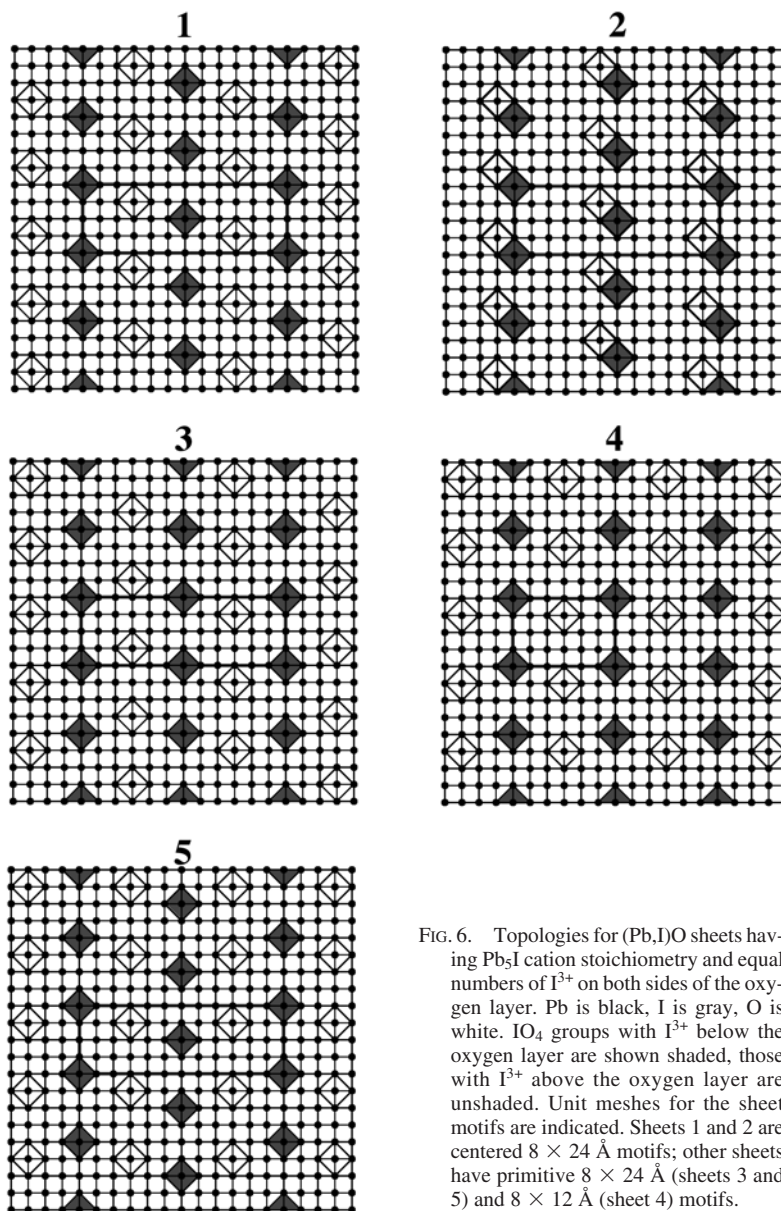 1
2
3
4
5
FIG. 6. Topologies for (Pb,I)O sheets hav-
ing Pb5I cation stoichiometry and equal
numbers of I3+ on both sides of the oxy-
gen layer. Pb is black, I is gray, O is
white. IO4 groups with I3+ below the
oxygen layer are shown shaded, those
with I3+ above the oxygen layer are
unshaded. Unit meshes for the sheet
motifs are indicated. Sheets 1 and 2 are
centered 8 × 24 Å motifs; other sheets
have primitive 8 × 24 Å (sheets 3 and
5) and 8 × 12 Å (sheet 4) motifs.